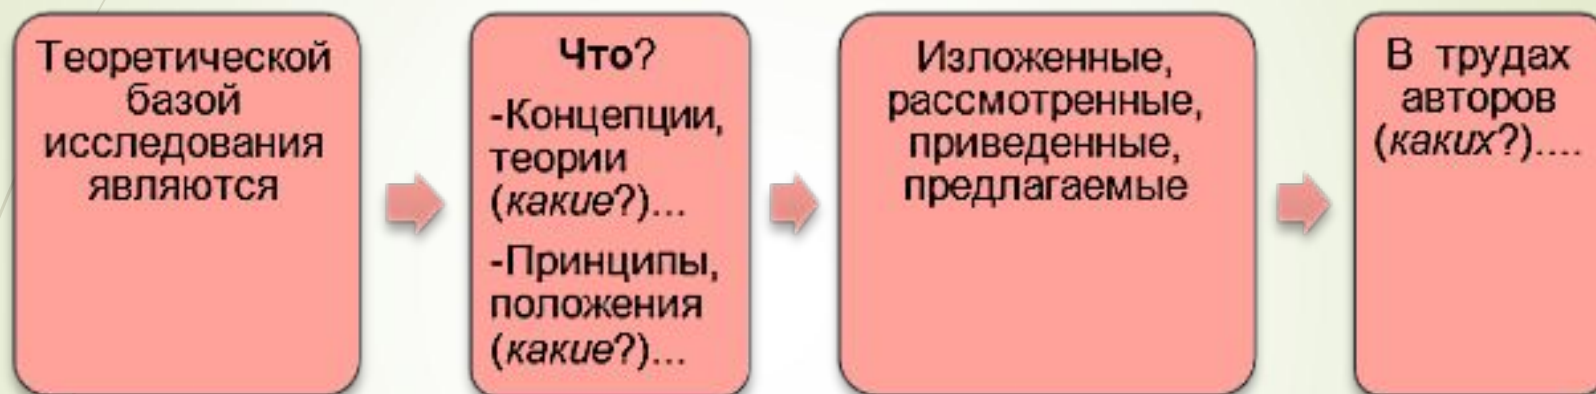 Теоретической
базой
исследования
являются
Что?
-Концепции,
теории
(какие?)...
-Принципы,
положения
(какие?)...
Изложенные,
рассмотренные,
приведенные,
предлагаемые
В трудах
авторов
(каких?)....